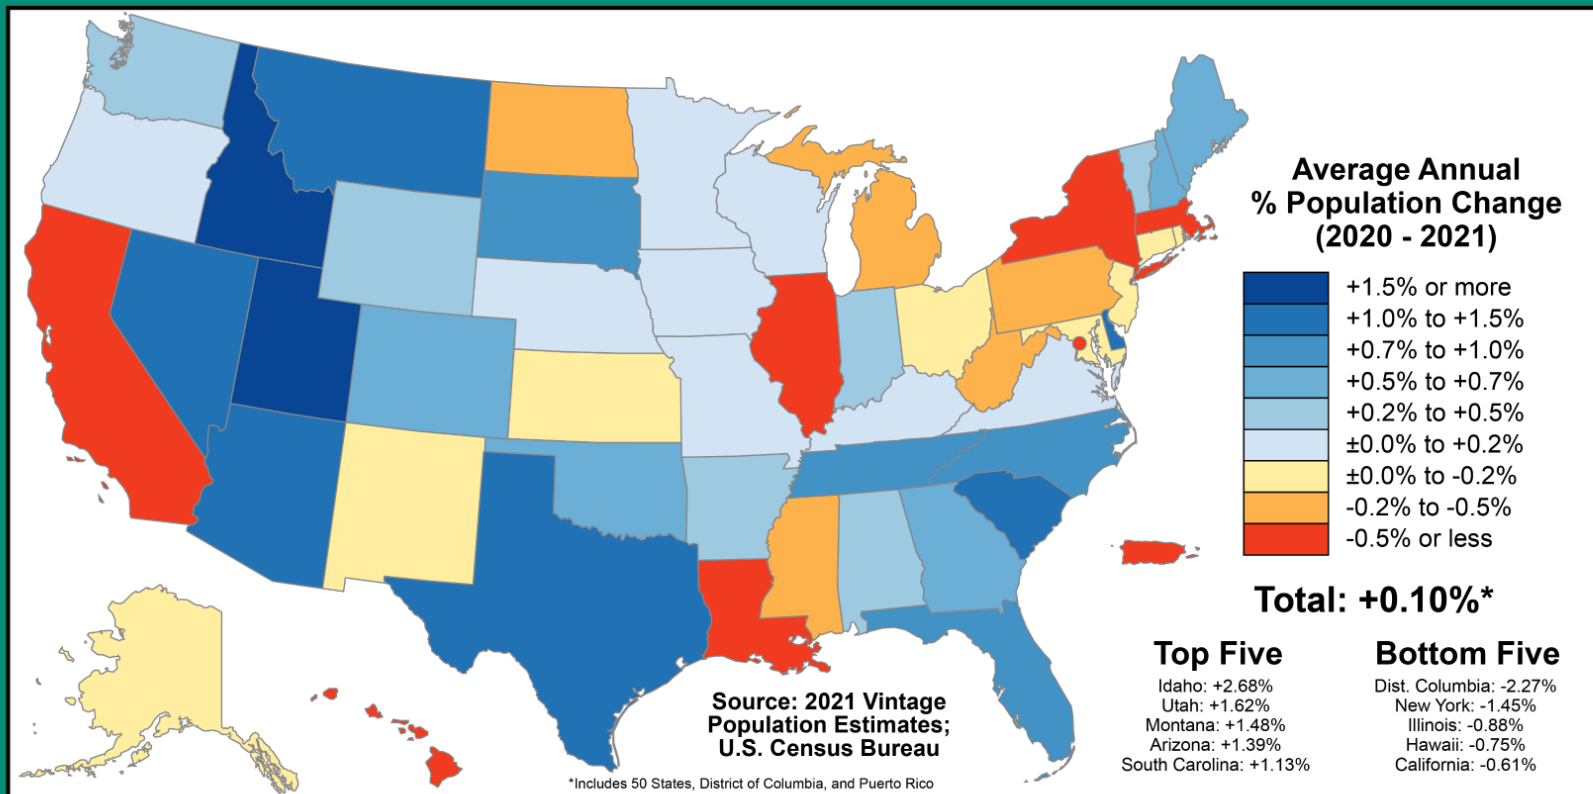 Average Annual
% Population Change
(2020 - 2021)
+1.5% or more
+1.0% to +1.5%
+0.7% to +1.0%
+0.5% to +0.7%
+0.2% to +0.5%
±0.0% to +0.2%
±0.0% to -0.2%
-0.2% to -0.5%
-0.5% or less
Total: +0.10%*
Top Five
Idaho: +2.68%
Utah: +1.62%
Montana: +1.48%
Arizona: +1.39%
South Carolina: +1.13%
Bottom Five
Dist. Columbia: -2.27%
New York: -1.45%
Illinois: -0.88%
Hawaii: -0.75%
California: -0.61%
Source: 2021 Vintage
Population Estimates;
U.S. Census Bureau
*Includes 50 States, District of Columbia, and Puerto Rico